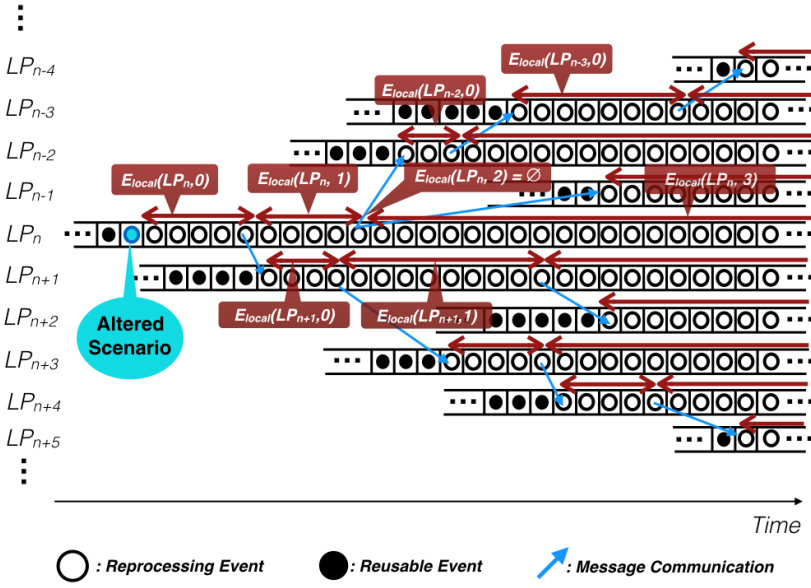 LPn-4
Elocal(LPn-3,0)
Elocal(LPn-2,0)
LPn-3
LPn-2
Elocal(LPn,0)
Elocal(LPn, 1)
Elocal(LPn, 2) = ∅
Elocal(LPn, 3)
LPn-1
LPn
LPn+1
Altered
Scenario
Elocal(LPn+1,0)
Elocal(LPn+1,1)
LPn+2
LPn+3
LPn+4
LPn+5
Time
: Reprocessing Event
: Reusable Event
: Message Communication